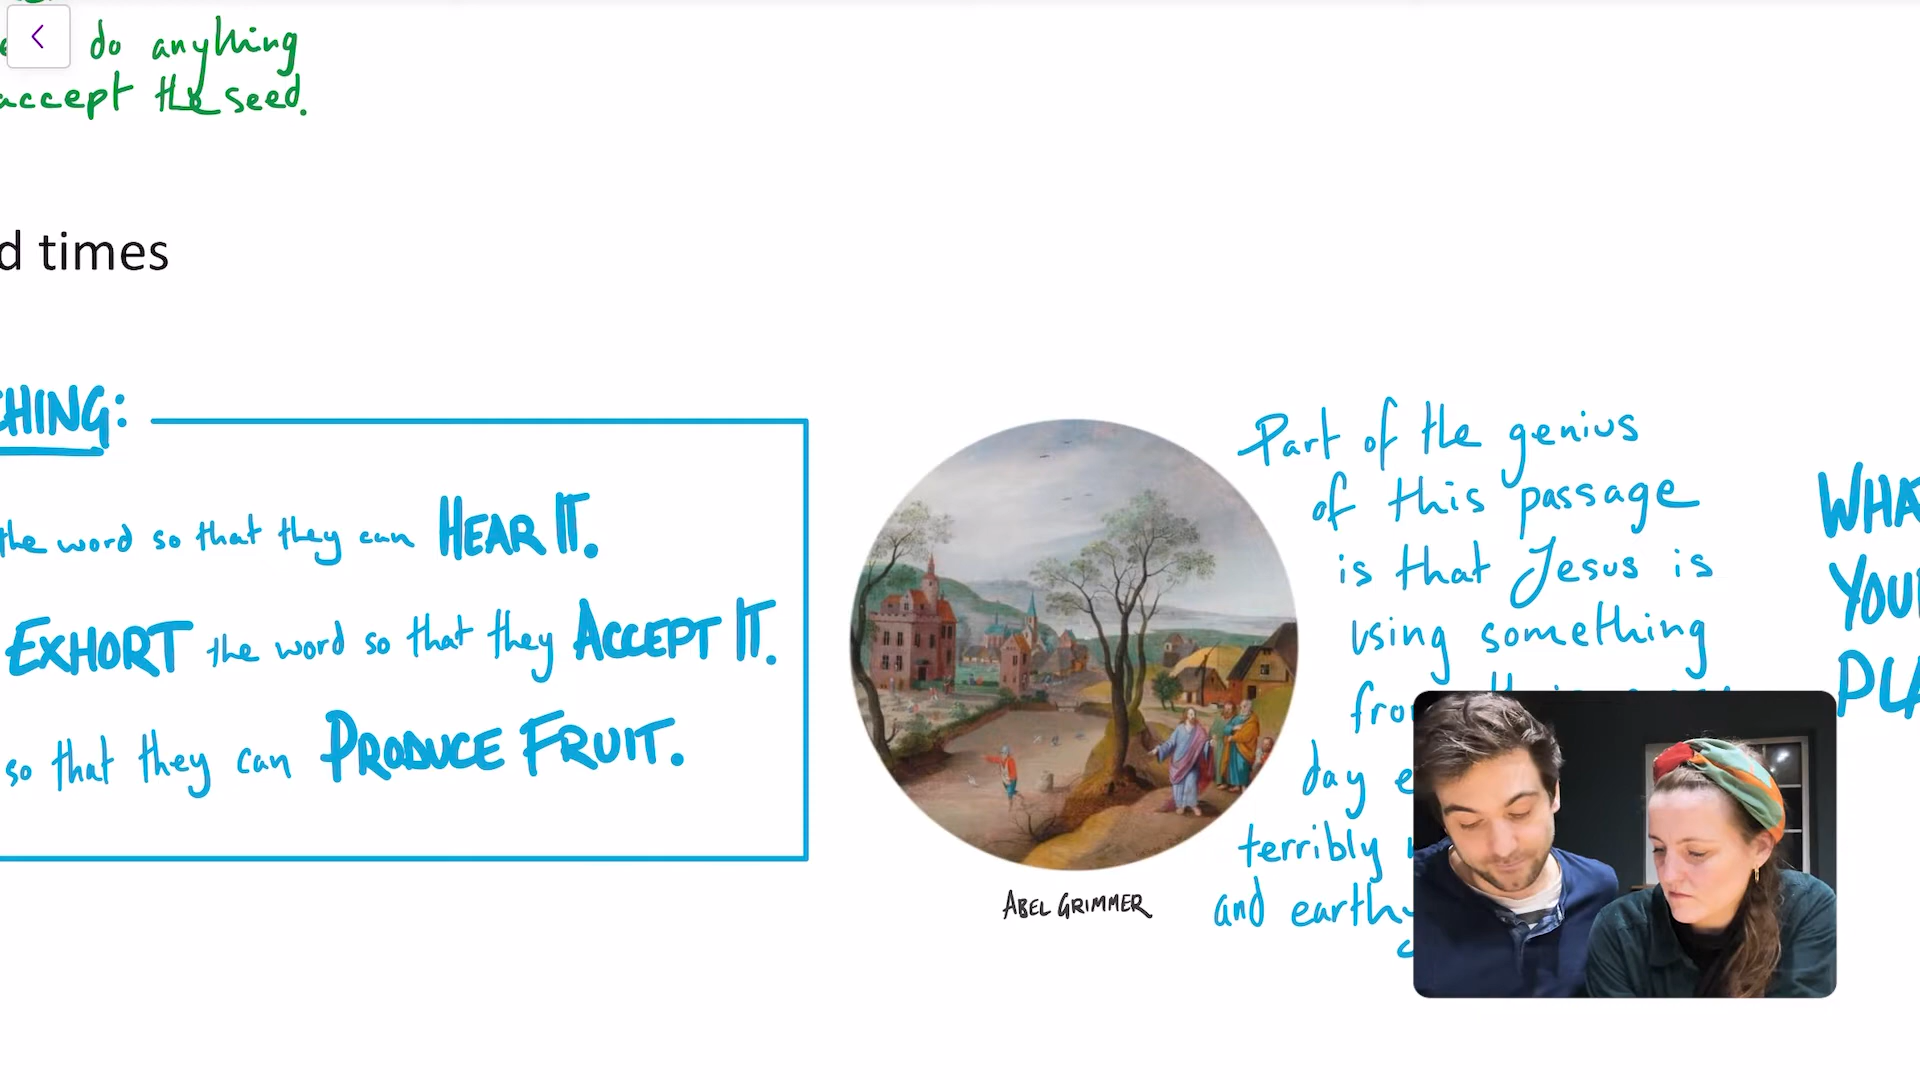 do anything
accept the seed.
d times
CHING:
the word so that they can HEAR IT.
EXHORT the word so that they ACCEPT IT.
so that they can PRODUCE FRUIT.
ABEL GRIMMER
Part of the genius
of this passage
is that Jesus is
using something
day
terribly
and earthy
WHA
YOU
PLA